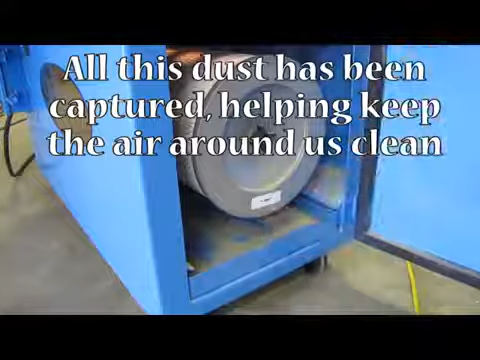 All this dust has been
captured, helping keep
the air around us clean